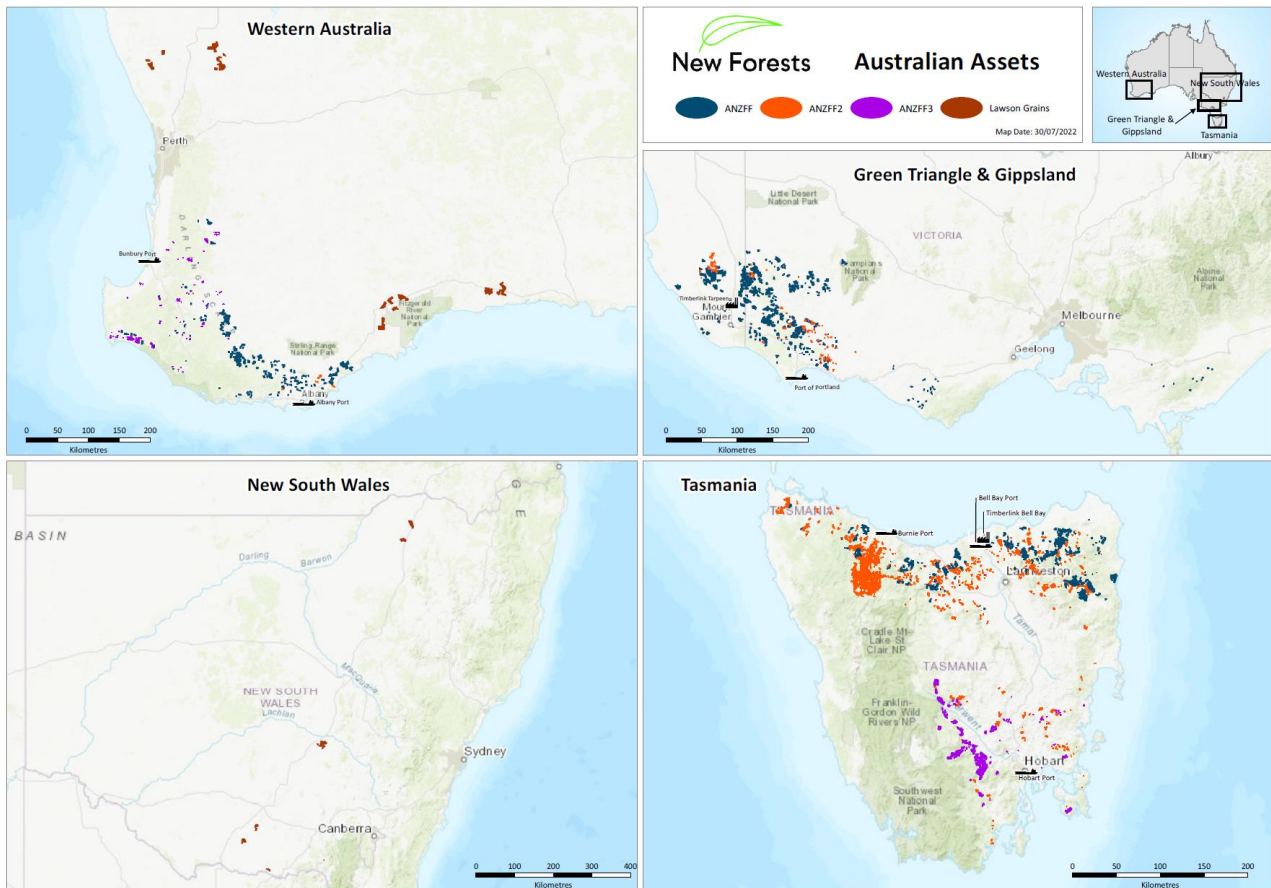 Western Australia
Perth
DARLING SC
Bunbury Port
Fitzgerald
River
National
Park
Stirling Range
National Park
Albany
Albany Port
0 50 100 150 200
Kilometres
New Forests
Australian Assets
ANZFF
ANZFF2
ANZFF3
Lawson Grains
Map Date: 30/07/2022
Western Australia
New South Wales
Green Triangle &
Gippsland
Tasmania
Green Triangle & Gippsland
Albury
Little Desert
National Park
VICTORIA
National
Park
Alpine
National
Park
Timberlink Tarpeena
Mount
Gambier
Melbourne
Geelong
Port of Portland
0 50 100 150 200
Kilometres
New South Wales
G
E
BASIN
Darling
Barwon
Macquarie
NEW SOUTH
WALES
Lachlan
Sydney
Canberra
0 100 200 300 400
Kilometres
Tasmania
TASMANIA
Bell Bay Port
Timberlink Bell Bay
Burnie Port
Launceston
Tamar
Cradle Mt-
Lake St
Clair NP
TASMANIA
Franklin-
Gordon Wild
Rivers NP
Hobart
Hobart Port
Southwest
National
Park
0 50 100 150 200
Kilometres